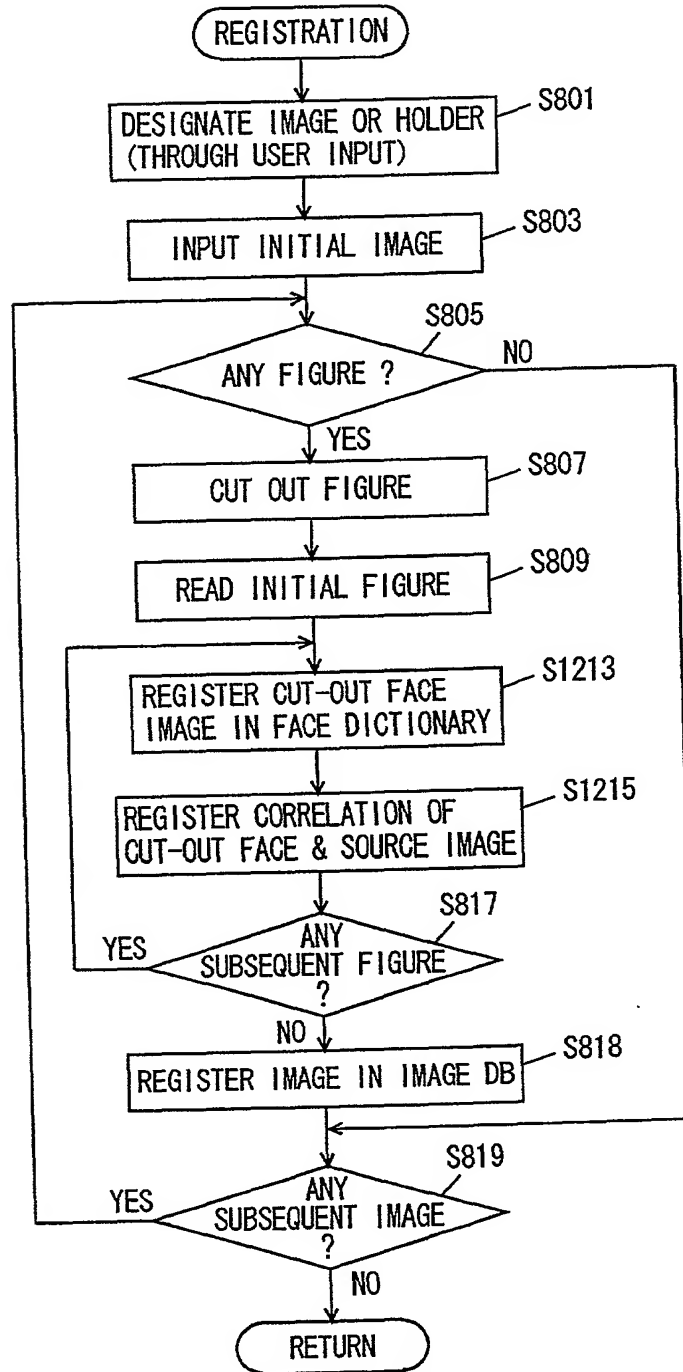 REGISTRATION
S801
DESIGNATE IMAGE OR HOLDER
(THROUGH USER INPUT)
S803
INPUT INITIAL IMAGE
S805
ANY FIGURE ?
NO
YES
S807
CUT OUT FIGURE
S809
READ INITIAL FIGURE
S1213
REGISTER CUT-OUT FACE
IMAGE IN FACE DICTIONARY
S1215
REGISTER CORRELATION OF
CUT-OUT FACE & SOURCE IMAGE
S817
YES
ANY
SUBSEQUENT FIGURE
?
NO
S818
REGISTER IMAGE IN IMAGE DB
S819
YES
ANY
SUBSEQUENT IMAGE
?
NO
RETURN